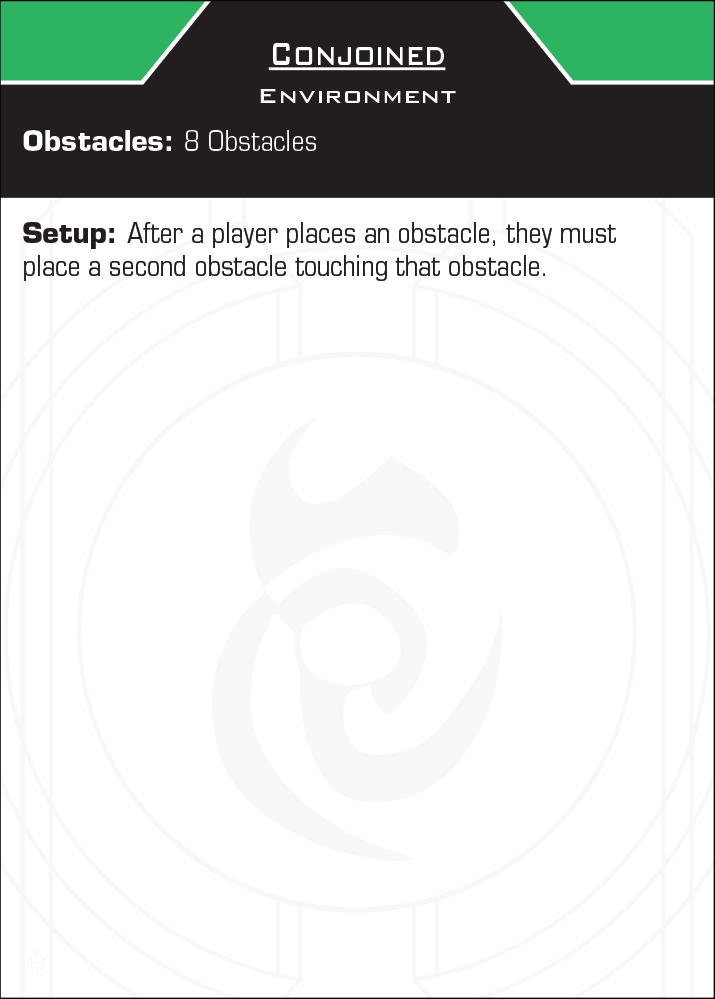 Conjoined
Environment
Obstacles: 8 Obstacles
Setup: After a player places an obstacle, they must
place a second obstacle touching that obstacle.